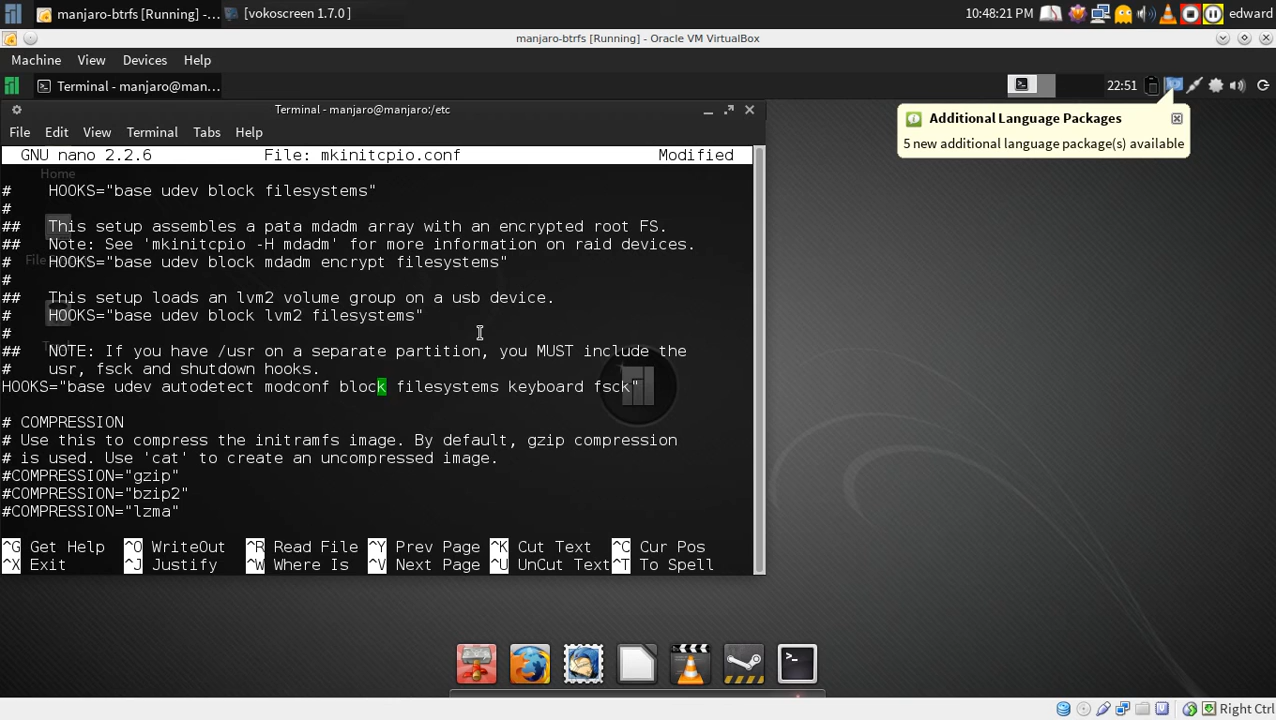 manjaro-btrfs [Running] -...
[vokoscreen 1.7.0 ]
10:48:21 PM
edward
manjaro-btrfs [Running] - Oracle VM VirtualBox
Machine View Devices Help
Terminal - manjaro@man...
22:51
Terminal - manjaro@manjaro:/etc
Additional Language Packages
5 new additional language package(s) available
File Edit View Terminal Tabs Help
GNU nano 2.2.6 File: mkinitcpio.conf Modified
Home
# HOOKS="base udev block filesystems"
#
## This setup assembles a pata mdadm array with an encrypted root FS.
## Note: See 'mkinitcpio -H mdadm' for more information on raid devices.
# HOOKS="base udev block mdadm encrypt filesystems"
#
## This setup loads an lvm2 volume group on a usb device.
# HOOKS="base udev block lvm2 filesystems"
#
## NOTE: If you have /usr on a separate partition, you MUST include the
# usr, fsck and shutdown hooks.
HOOKS="base udev autodetect modconf block filesystems keyboard fsck"
# COMPRESSION
# Use this to compress the initramfs image. By default, gzip compression
# is used. Use 'cat' to create an uncompressed image.
#COMPRESSION="gzip"
#COMPRESSION="bzip2"
#COMPRESSION="lzma"
^G Get Help ^O WriteOut ^R Read File ^Y Prev Page ^K Cut Text ^C Cur Pos
^X Exit ^J Justify ^W Where Is ^V Next Page ^U UnCut Text ^T To Spell
Right Ctrl